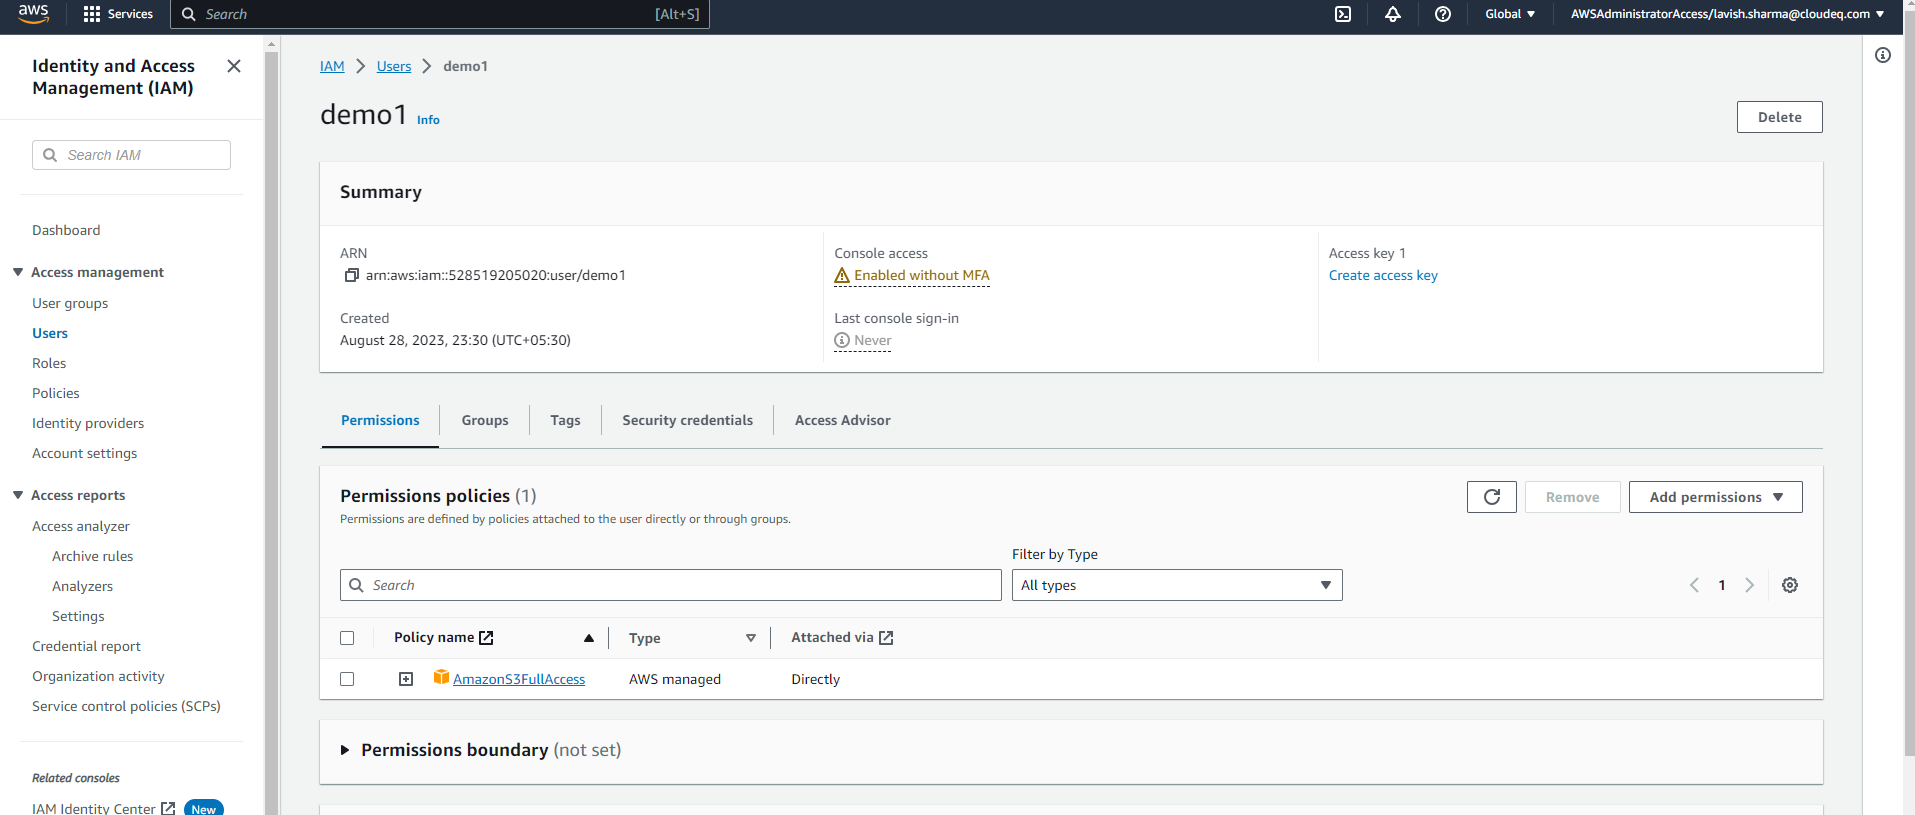 aws
Services
Search
[Alt+S]
Global
AWSAdministratorAccess/lavish.sharma@cloudeq.com
Identity and Access
Management (IAM)
Search IAM
Dashboard
Access management
User groups
Users
Roles
Policies
Identity providers
Account settings
Access reports
Access analyzer
Archive rules
Analyzers
Settings
Credential report
Organization activity
Service control policies (SCPs)
Related consoles
IAM Identity Center New
IAM Users demo1
demo1 Info
Delete
Summary
ARN
arn:aws:iam::528519205020:user/demo1
Created
August 28, 2023, 23:30 (UTC+05:30)
Console access
Enabled without MFA
Last console sign-in
Never
Access key 1
Create access key
Permissions Groups Tags Security credentials Access Advisor
Permissions policies (1)
Permissions are defined by policies attached to the user directly or through groups.
Remove
Add permissions
Filter by Type
Search
All types
1
Policy name Type Attached via
AmazonS3FullAccess AWS managed Directly
Permissions boundary (not set)